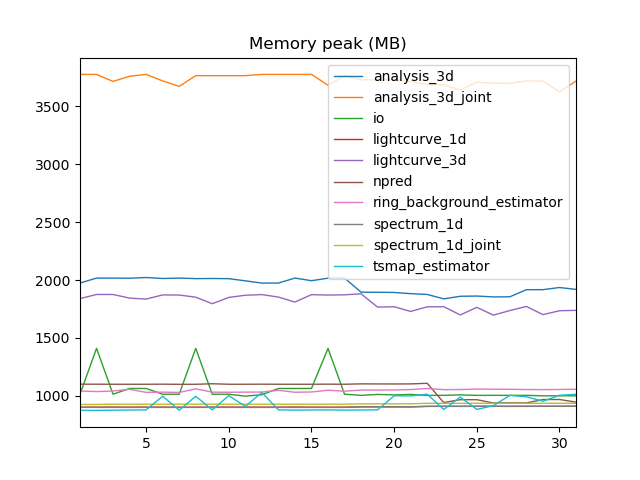 Memory peak (MB)
3500
3000
2500
2000
1500
1000
analysis_3d
analysis_3d_joint
io
lightcurve_1d
lightcurve_3d
npred
ring_background_estimator
spectrum_1d
spectrum_1d_joint
tsmap_estimator
5 10 15 20 25 30